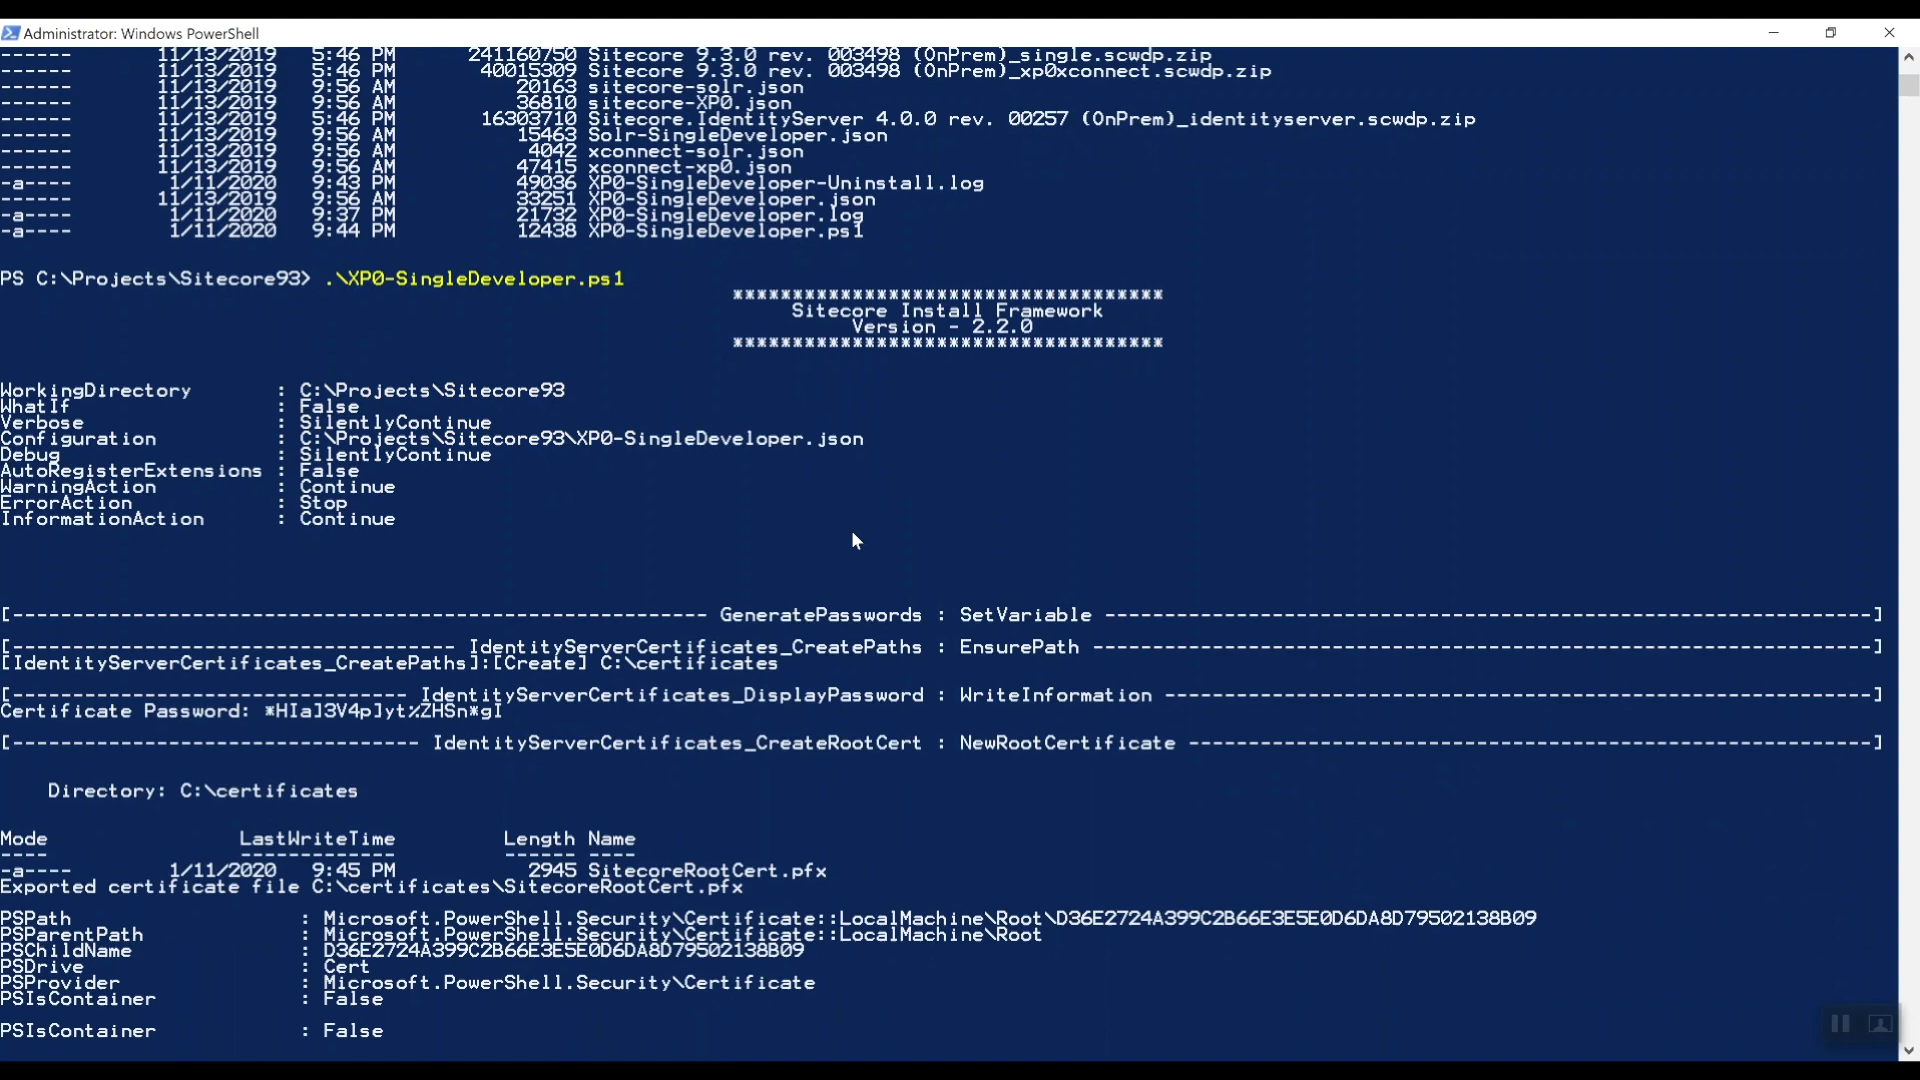 Administrator: Windows PowerShell
------ 11/13/2019 5:46 PM 241160750 Sitecore 9.3.0 rev. 003498 (OnPrem)_single.scwdp.zip
------ 11/13/2019 5:46 PM 40015309 Sitecore 9.3.0 rev. 003498 (OnPrem)_xp0xconnect.scwdp.zip
------ 11/13/2019 9:56 AM 20163 sitecore-solr.json
------ 11/13/2019 9:56 AM 36810 sitecore-XP0.json
------ 11/13/2019 5:46 PM 16303710 Sitecore.IdentityServer 4.0.0 rev. 00257 (OnPrem)_identityserver.scwdp.zip
------ 11/13/2019 9:56 AM 15463 Solr-SingleDeveloper.json
------ 11/13/2019 9:56 AM 4042 xconnect-solr.json
------ 11/13/2019 9:56 AM 47415 xconnect-xp0.json
-a---- 1/11/2020 9:43 PM 49036 XP0-SingleDeveloper-Uninstall.log
------ 11/13/2019 9:56 AM 33251 XP0-SingleDeveloper.json
-a---- 1/11/2020 9:37 PM 21732 XP0-SingleDeveloper.log
-a---- 1/11/2020 9:44 PM 12438 XP0-SingleDeveloper.ps1
PS C:\Projects\Sitecore93> .\XP0-SingleDeveloper.ps1
************************************
Sitecore Install Framework
Version - 2.2.0
************************************
WorkingDirectory : C:\Projects\Sitecore93
WhatIf : False
Verbose : SilentlyContinue
Configuration : C:\Projects\Sitecore93\XP0-SingleDeveloper.json
Debug : SilentlyContinue
AutoRegisterExtensions : False
WarningAction : Continue
ErrorAction : Stop
InformationAction : Continue
[---------------------------------------------------------- GeneratePasswords : SetVariable ----------------------------------------------------------------]
[------------------------------------- IdentityServerCertificates_CreatePaths : EnsurePath -----------------------------------------------------------------]
[IdentityServerCertificates_CreatePaths]:[Create] C:\certificates
[--------------------------------- IdentityServerCertificates_DisplayPassword : WriteInformation -----------------------------------------------------------]
Certificate Password: *HIa]3V4p]yt%ZHSn*gI
[---------------------------------- IdentityServerCertificates_CreateRootCert : NewRootCertificate ---------------------------------------------------------]
Directory: C:\certificates
Mode LastWriteTime Length Name
---- ------------- ------ ----
-a---- 1/11/2020 9:45 PM 2945 SitecoreRootCert.pfx
Exported certificate file C:\certificates\SitecoreRootCert.pfx
PSPath : Microsoft.PowerShell.Security\Certificate::LocalMachine\Root\D36E2724A399C2B66E3E5E0D6DA8D79502138B09
PSParentPath : Microsoft.PowerShell.Security\Certificate::LocalMachine\Root
PSChildName : D36E2724A399C2B66E3E5E0D6DA8D79502138B09
PSDrive : Cert
PSProvider : Microsoft.PowerShell.Security\Certificate
PSIsContainer : False
PSIsContainer : False